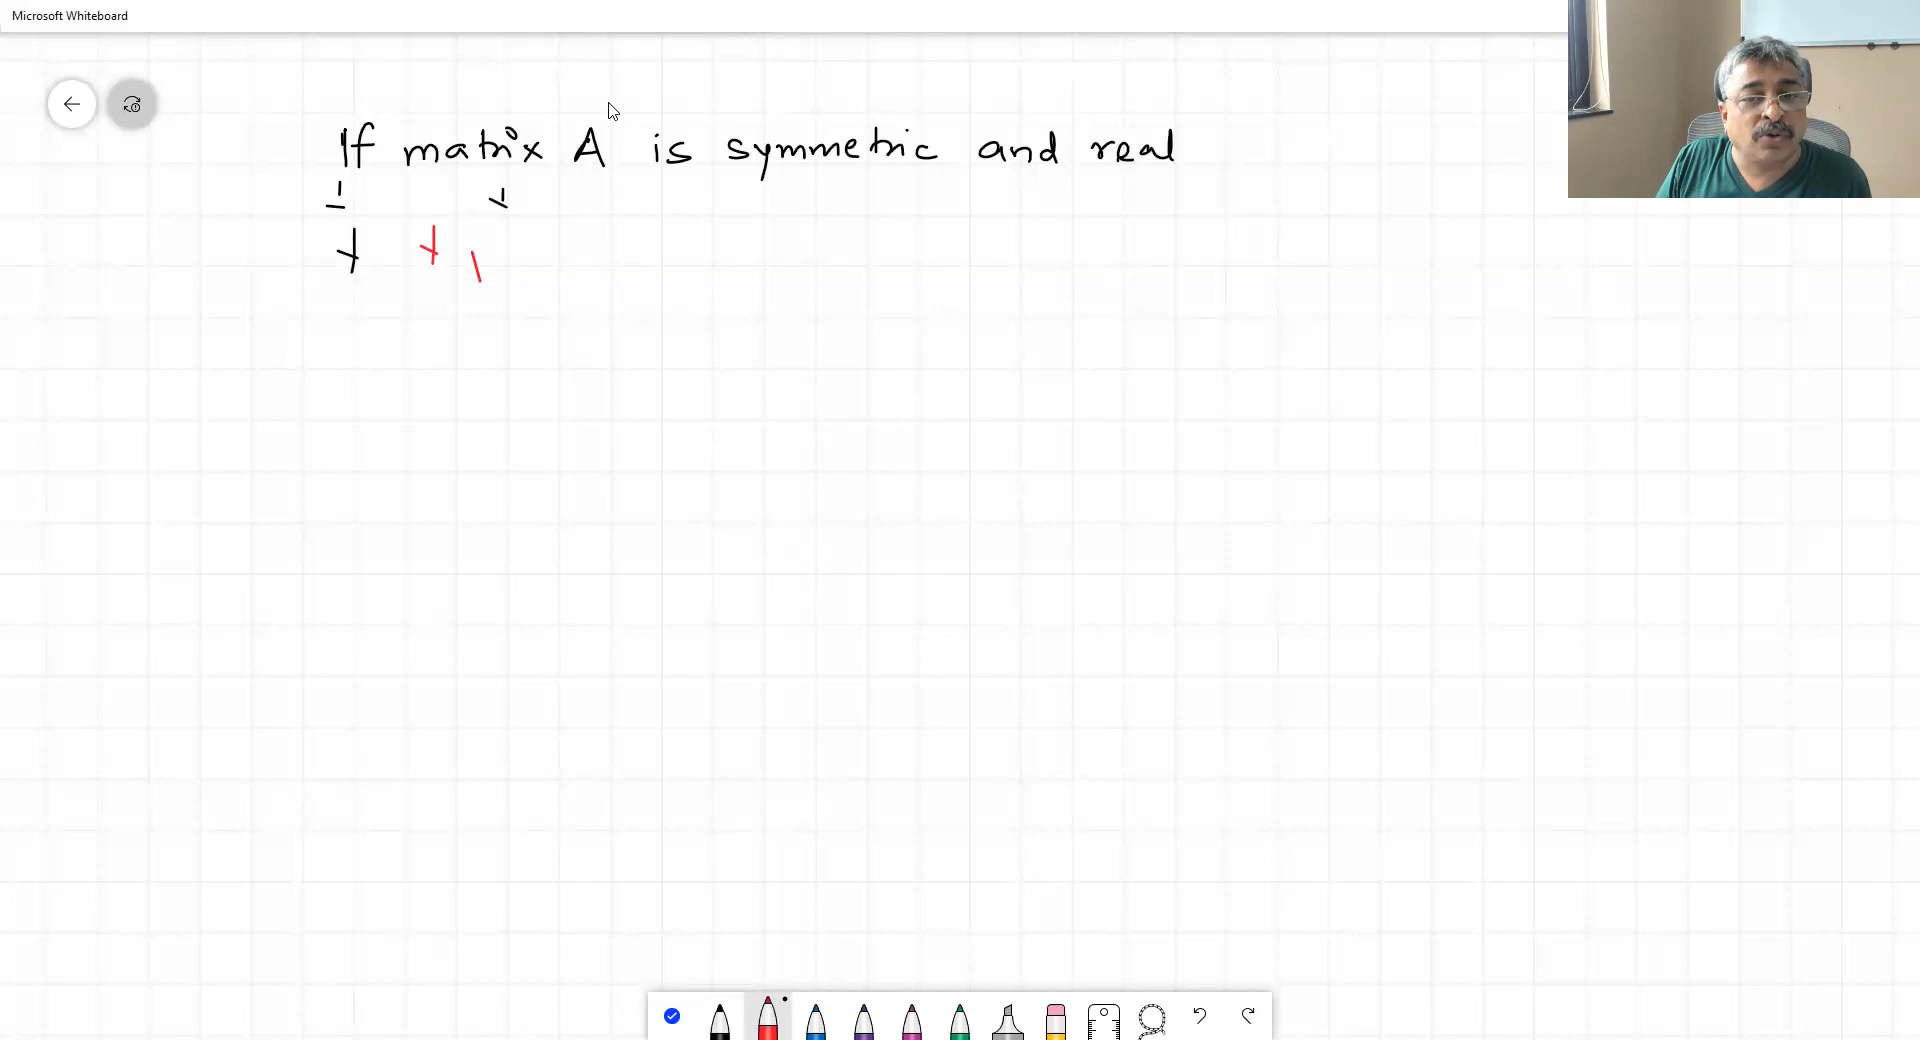 Microsoft Whiteboard
If matrix A is symmetric and real